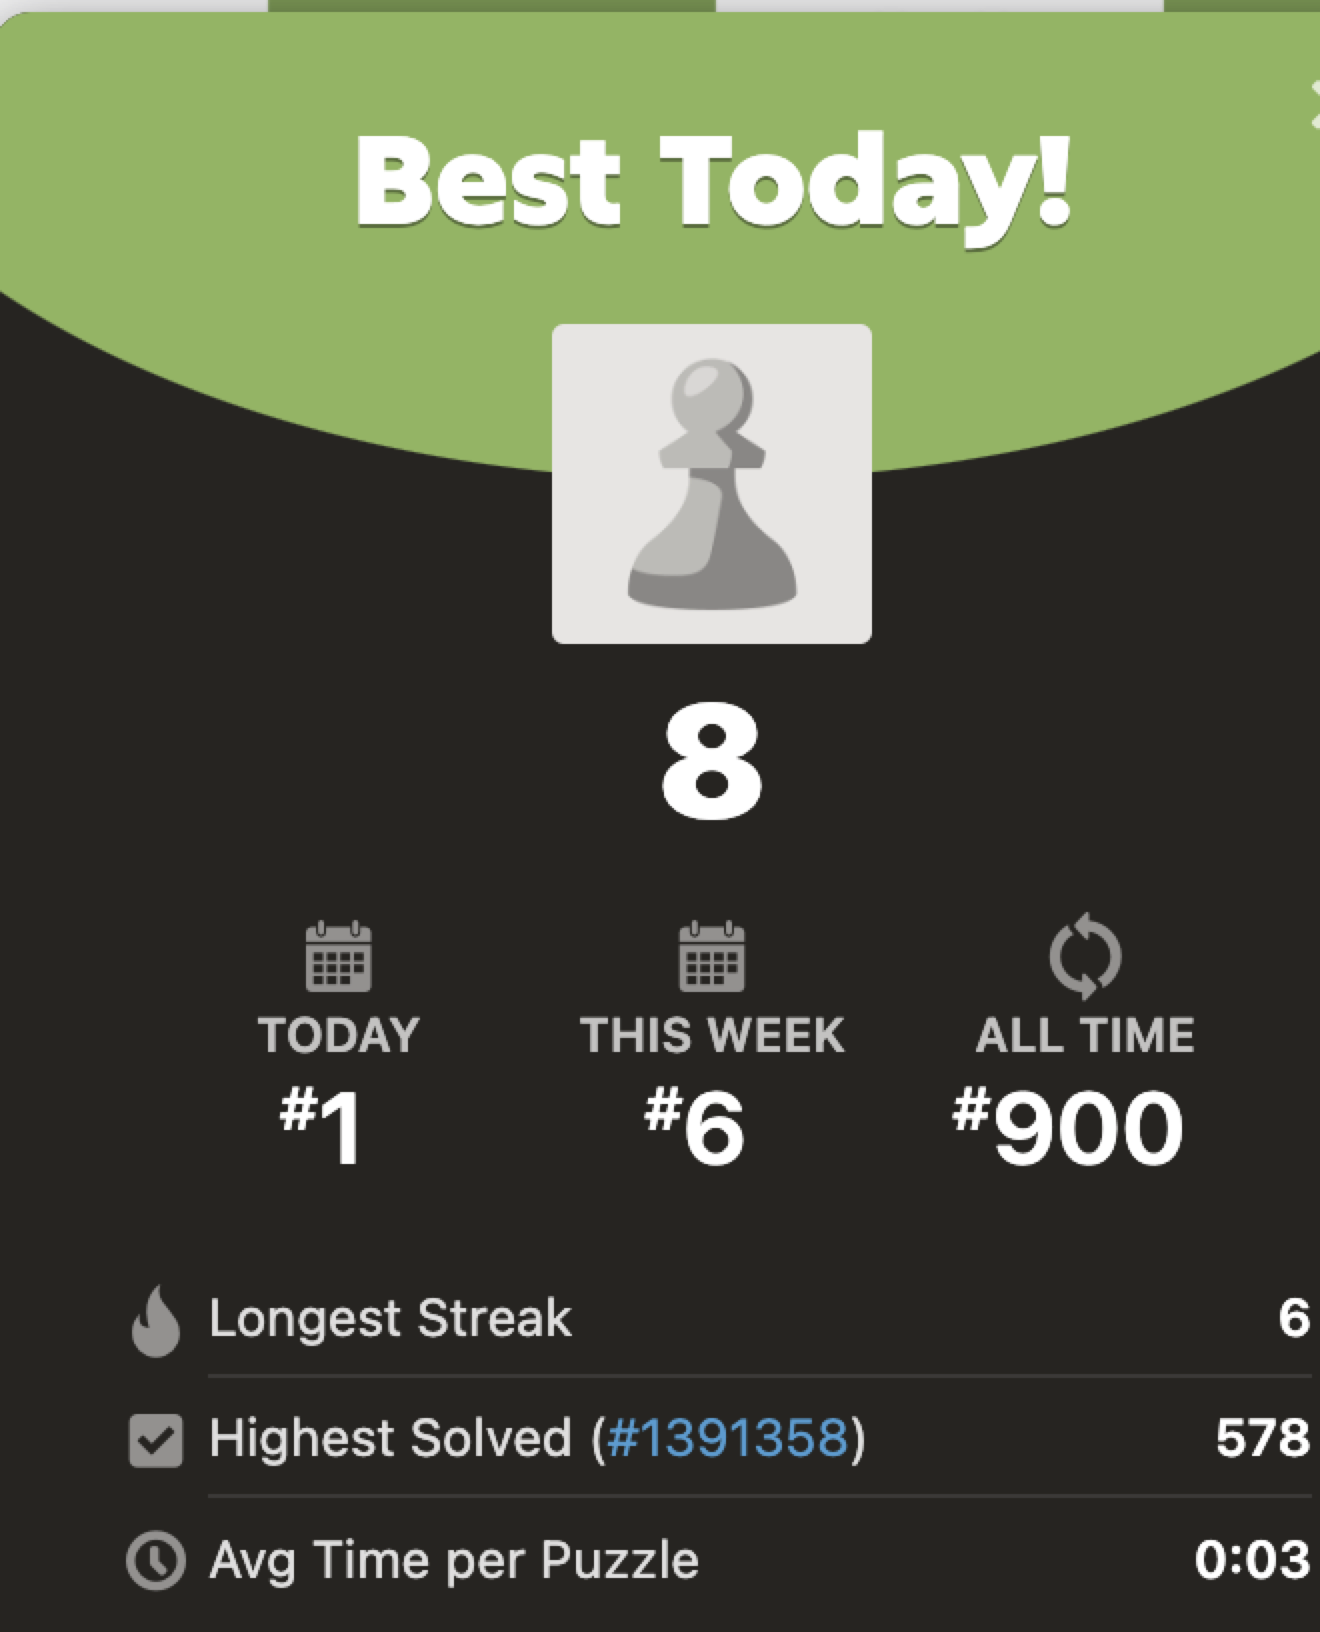 Best Today!
8
TODAY THIS WEEK ALL TIME
#1 #6 #900
Longest Streak 6
Highest Solved (#1391358) 578
Avg Time per Puzzle 0:03